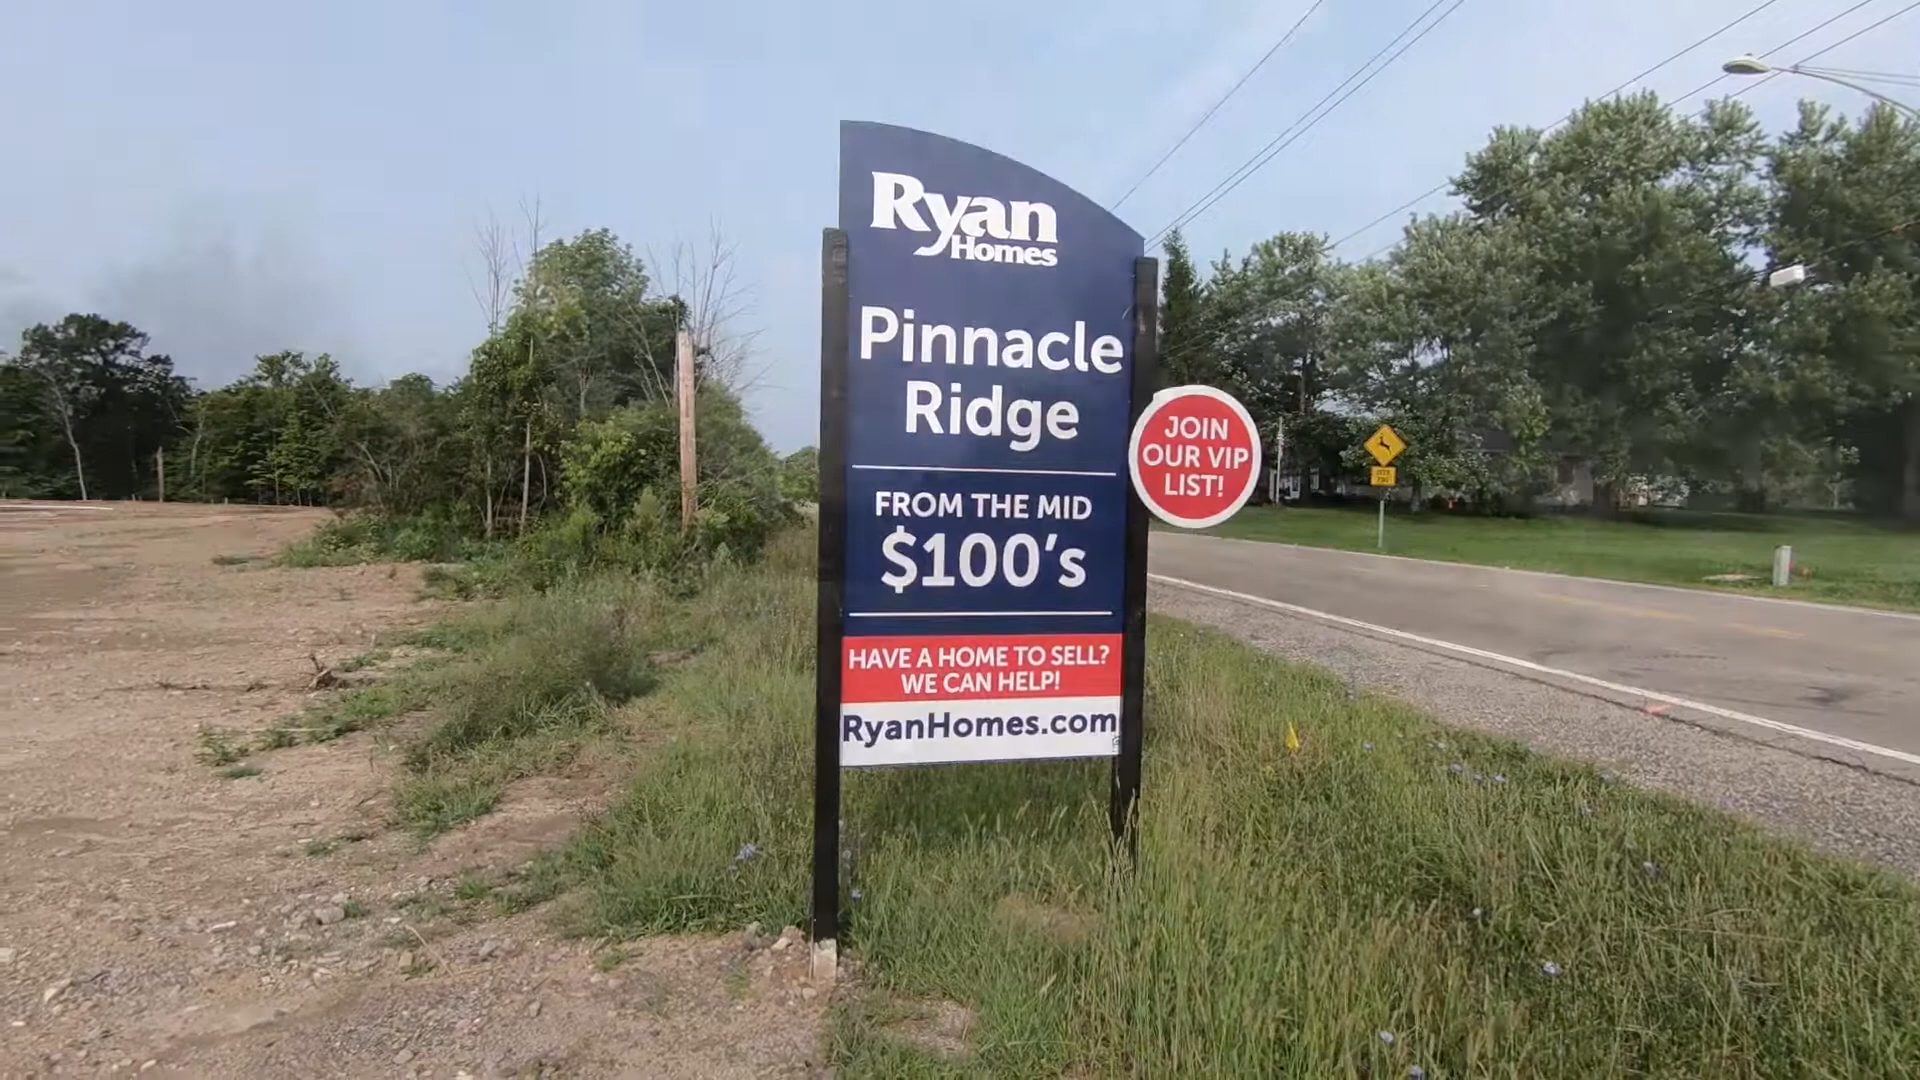 Ryan
Homes
Pinnacle
Ridge
FROM THE MID
$100's
HAVE A HOME TO SELL?
WE CAN HELP!
RyanHomes.com
JOIN
OUR VIP
LIST!